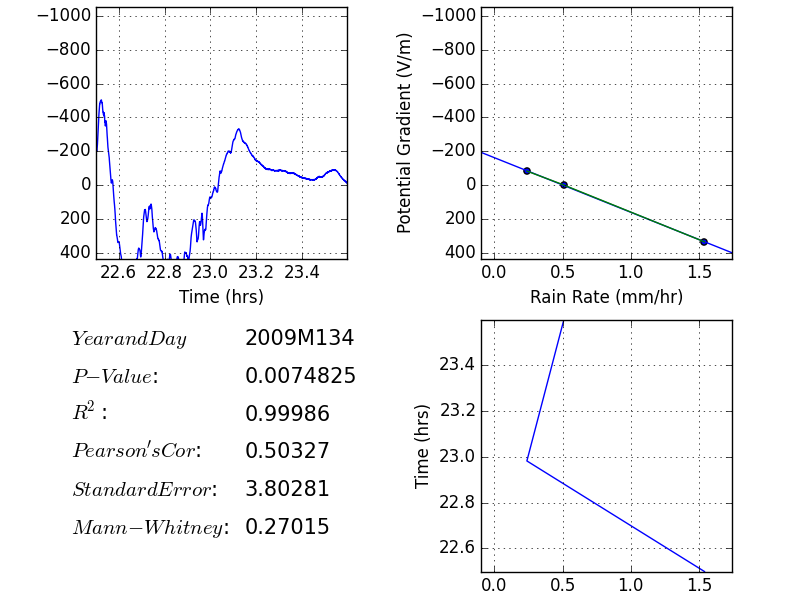 −1000
−800
−600
−400
−200
0
200
400
22.6 22.8 23.0 23.2 23.4
Time (hrs)
Potential Gradient (V/m)
−1000
−800
−600
−400
−200
0
200
400
0.0 0.5 1.0 1.5
Rain Rate (mm/hr)
YearandDay 2009M134
P−Value: 0.0074825
R²: 0.99986
Pearson'sCor: 0.50327
StandardError: 3.80281
Mann−Whitney: 0.27015
Time (hrs)
23.4
23.2
23.0
22.8
22.6
0.0 0.5 1.0 1.5